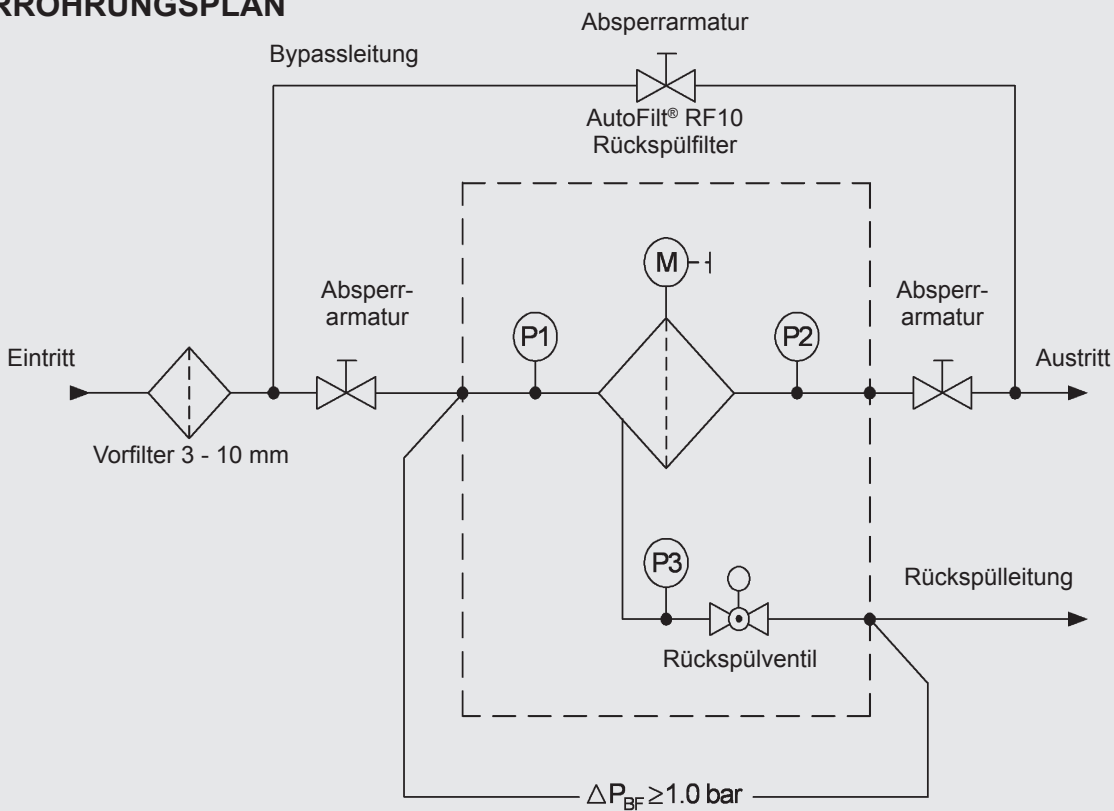 RROHRUNGSPLAN
Absperrarmatur
Bypassleitung
AutoFilt® RF10
Rückspülfilter
M
Absperr-
armatur
Absperr-
armatur
P1
P2
Eintritt
Austritt
Vorfilter 3 - 10 mm
P3
Rückspülleitung
Rückspülventil
△P_BF ≥1.0 bar